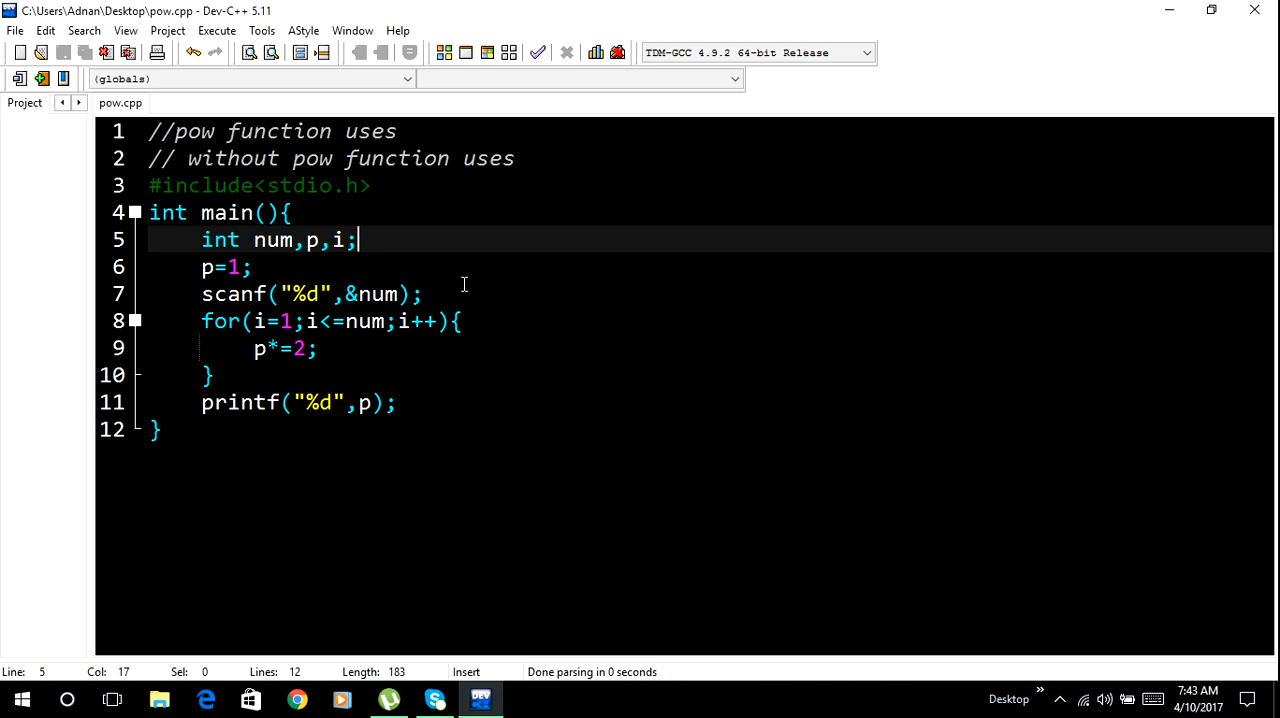 C:\Users\Adnan\Desktop\pow.cpp - Dev-C++ 5.11
File Edit Search View Project Execute Tools AStyle Window Help
TDM-GCC 4.9.2 64-bit Release
(globals)
Project pow.cpp
1 //pow function uses
2 // without pow function uses
3 #include<stdio.h>
4 int main(){
5 int num,p,i;
6 p=1;
7 scanf("%d",&num);
8 for(i=1;i<=num;i++){
9 p*=2;
10 }
11 printf("%d",p);
12 }
Line: 5 Col: 17 Sel: 0 Lines: 12 Length: 183 Insert Done parsing in 0 seconds
DEV
Desktop
7:43 AM
4/10/2017